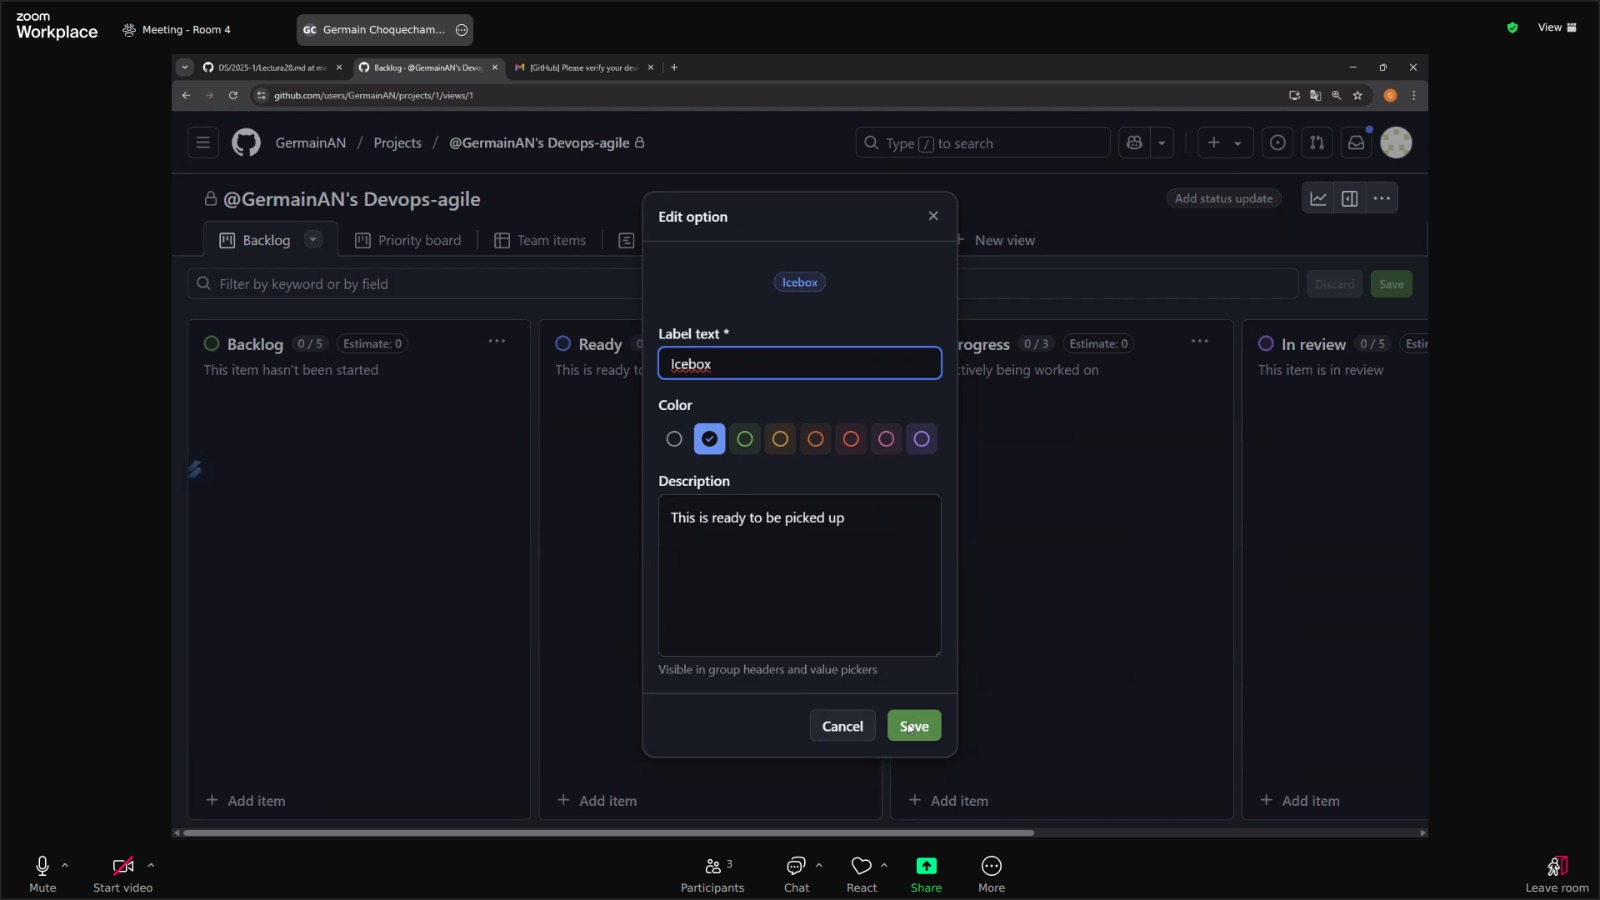 zoom
Workplace
Meeting - Room 4
GC Germain Choquecham...
View
DS/2025-1/Lectura28.md at ma
Backlog · @GermainAN's Devop
[GitHub] Please verify your devi
github.com/users/GermainAN/projects/1/views/1
GermainAN / Projects / @GermainAN's Devops-agile
Type / to search
@GermainAN's Devops-agile
Add status update
Backlog
Priority board
Team items
New view
Filter by keyword or by field
Discard
Save
Backlog 0 / 5 Estimate: 0
This item hasn't been started
Ready
This is ready to
rogress 0 / 3 Estimate: 0
ctively being worked on
In review 0 / 5 Estir
This item is in review
Edit option
Icebox
Label text *
Icebox
Color
Description
This is ready to be picked up
Visible in group headers and value pickers
Cancel
Save
+ Add item
+ Add item
+ Add item
+ Add item
Mute
Start video
3
Participants
Chat
React
Share
More
Leave room